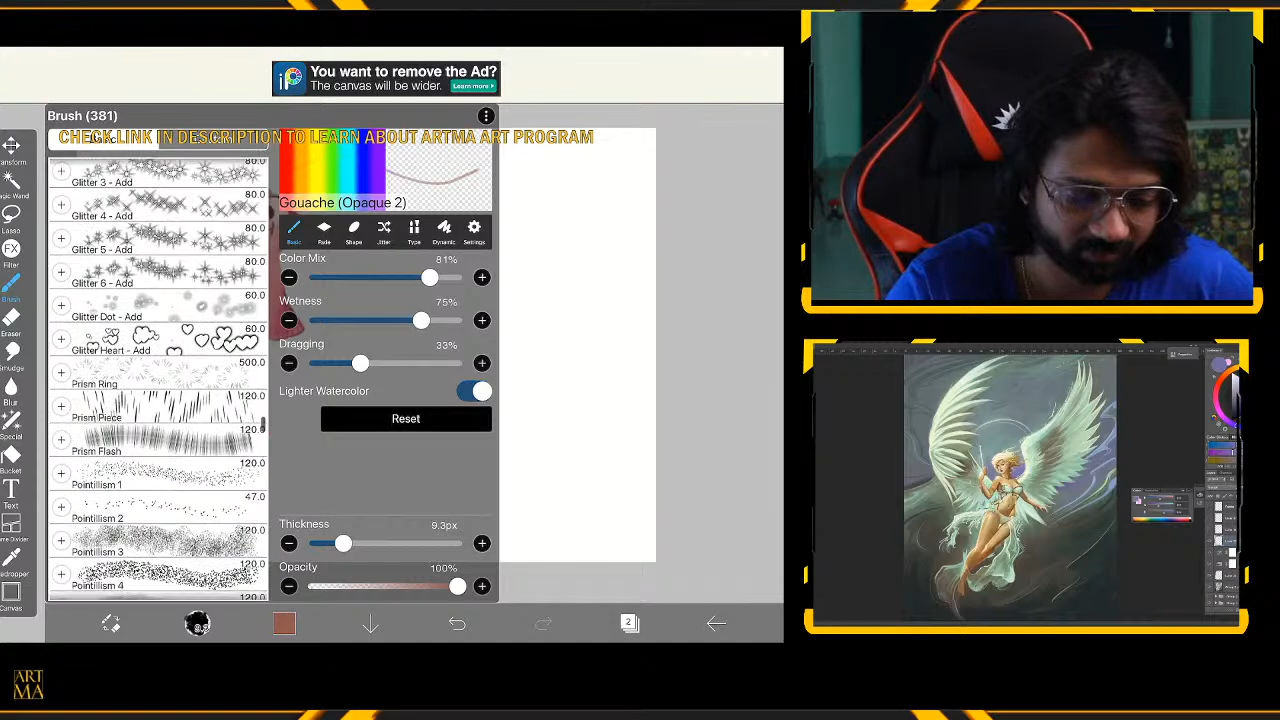 You want to remove the Ad?
The canvas will be wider.
Learn more
Brush (381)
CHECK LINK IN DESCRIPTION TO LEARN ABOUT ARTMA ART PROGRAM
Gouache (Opaque 2)
Basic
Fade
Shape
Jitter
Type
Dynamic
Settings
Color Mix 81%
Wetness 75%
Dragging 33%
Lighter Watercolor
Reset
Thickness 9.3px
Opacity 100%
80.0
Glitter 3 - Add
80.0
Glitter 4 - Add
80.0
Glitter 5 - Add
80.0
Glitter 6 - Add
60.0
Glitter Dot - Add
60.0
Glitter Heart - Add
500.0
Prism Ring
120.0
Prism Piece
120.0
Prism Flash
120.0
Pointillism 1
47.0
Pointillism 2
120.0
Pointillism 3
120.0
Pointillism 4
120.0
ransform
agic Wand
Lasso
FX
Filter
Brush
Eraser
Smudge
Blur
Special
Bucket
T
Text
ame Divider
yedropper
Canvas
2
ART
MA